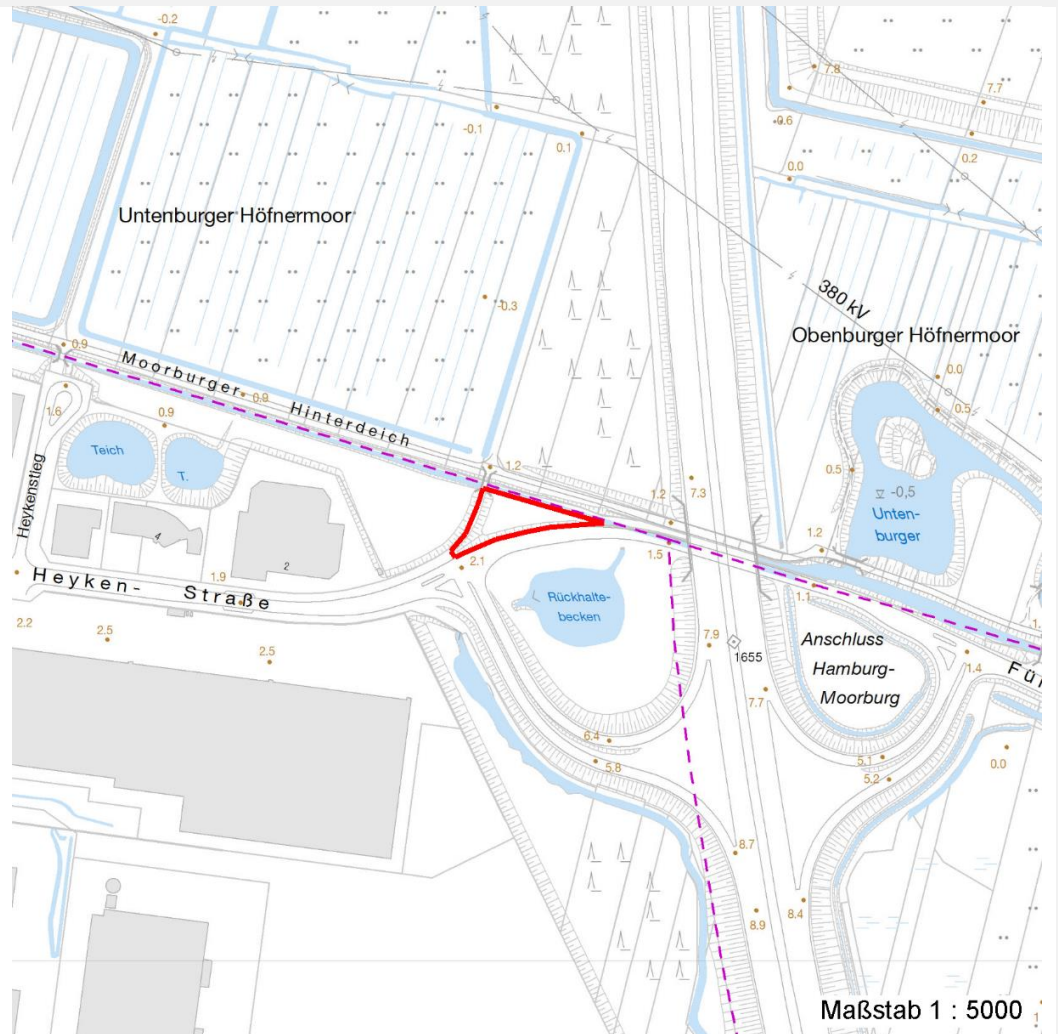 -0.2
7.8
7.7
-0.1
0.1
-0.6
0.2
0.0
Untenburger Höfnermoor
-0.3
380 kV
Obenburger Höfnermoor
0.9
Moorburger Hinterdeich
0.9
0.0
0.5
1.6
0.9
Teich
T.
1.2
1.2
7.3
0.5
-0,5
Unten-
burger
Heykenstieg
4
2
1.5
1.2
2.1
1.1
Heyken- Straße
1.9
Rückhalte-
becken
2.2
2.5
2.5
7.9
1655
Anschluss
Hamburg-
Moorburg
1.4
Für
7.7
6.4
5.8
5.1
5.2
0.0
8.7
8.9
8.4
Maßstab 1 : 5000